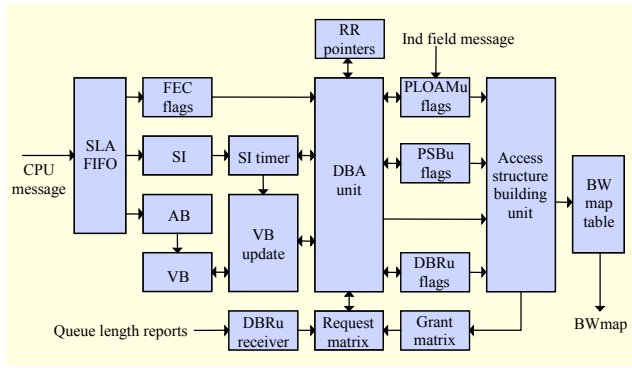 RR
pointers
Ind field message
FEC
flags
PLOAMu
flags
SLA
FIFO
CPU
message
SI
SI timer
DBA
unit
PSBu
flags
Access
structure
building
unit
BW
map
table
AB
VB
update
VB
DBRu
flags
Queue length reports
DBRu
receiver
Request
matrix
Grant
matrix
BWmap